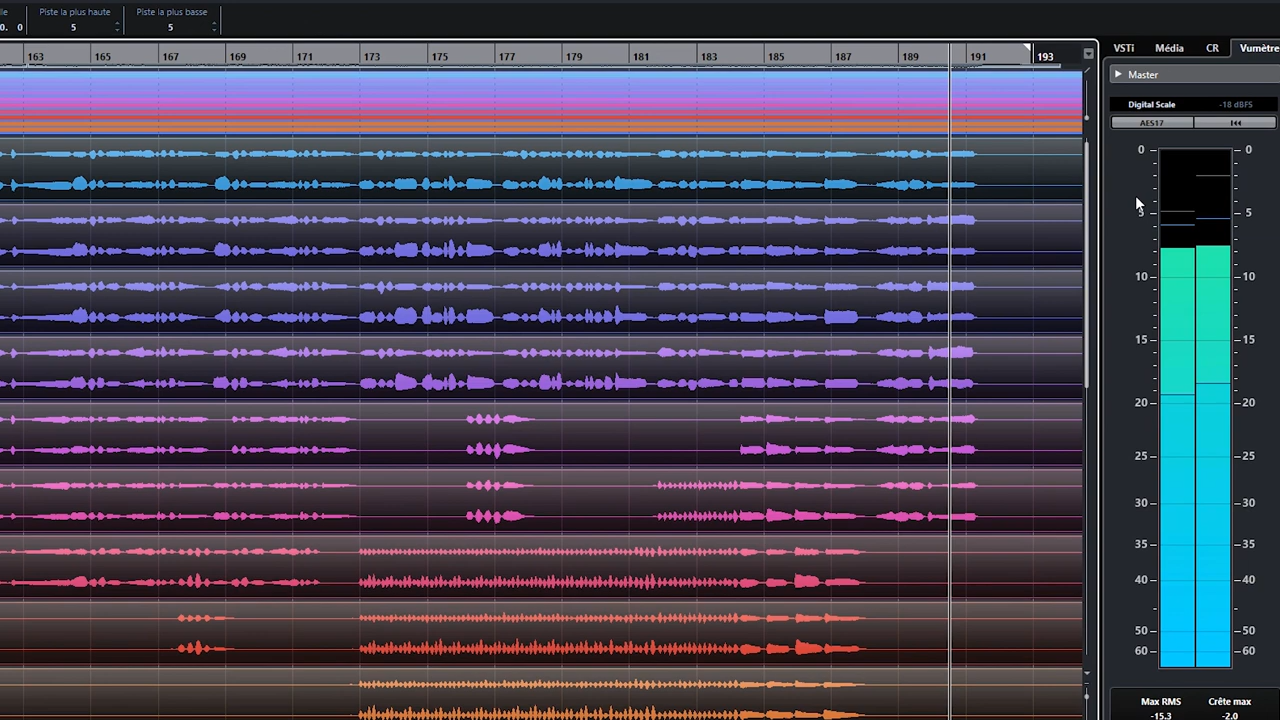 lle
0. 0
Piste la plus haute
5
Piste la plus basse
5
163 165 167 169 171 173 175 177 179 181 183 185 187 189 191 193
VSTi Média CR Vumètre
Master
Digital Scale -18 dBFS
AES17
0 0
5 5
10 10
15 15
20 20
25 25
30 30
35 35
40 40
50 50
60 60
Max RMS Crête max
-15.3 -2.0